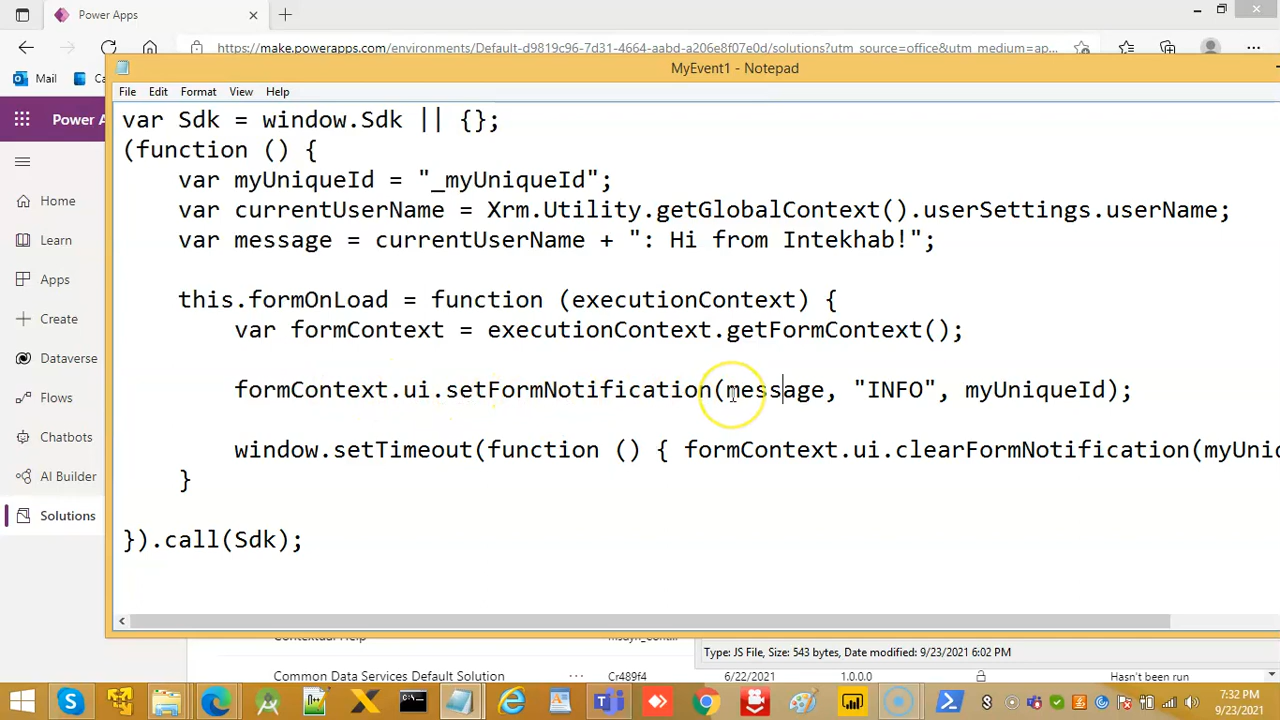 Power Apps
https://make.powerapps.com/environments/Default-d9819c96-7d31-4664-aabd-a206e8f07e0d/solutions?utm_source=office&utm_medium=ap...
Mail
MyEvent1 - Notepad
File Edit Format View Help
Power A
Home
Learn
Apps
Create
Dataverse
Flows
Chatbots
AI Builder
Solutions
var Sdk = window.Sdk || {};
(function () {
var myUniqueId = "_myUniqueId";
var currentUserName = Xrm.Utility.getGlobalContext().userSettings.userName;
var message = currentUserName + ": Hi from Intekhab!";
this.formOnLoad = function (executionContext) {
var formContext = executionContext.getFormContext();
formContext.ui.setFormNotification(message, "INFO", myUniqueId);
window.setTimeout(function () { formContext.ui.clearFormNotification(myUniq
}
}).call(Sdk);
Contextual Help
msdyn_Cont...
Type: JS File, Size: 543 bytes, Date modified: 9/23/2021 6:02 PM
Common Data Services Default Solution ... Cr489f4 6/22/2021 1.0.0.0 Hasn't been run
7:32 PM
9/23/2021